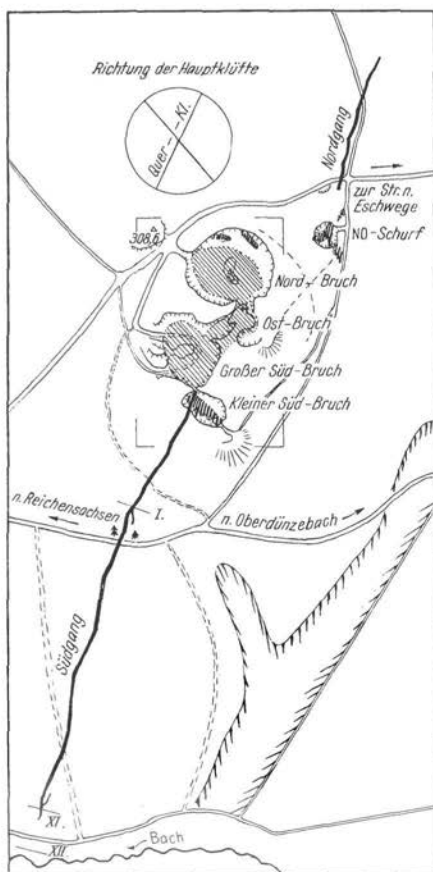 Richtung der Hauptklüfte
Quer-Kl.
Nordgang
zur Str. n.
Eschwege
NO-Schurf
308,6
Nord-Bruch
Ost-Bruch
Großer Süd-Bruch
Kleiner Süd-Bruch
n. Reichensachsen
I.
n. Oberdünzebach
Südgang
XI.
XII.
Bach